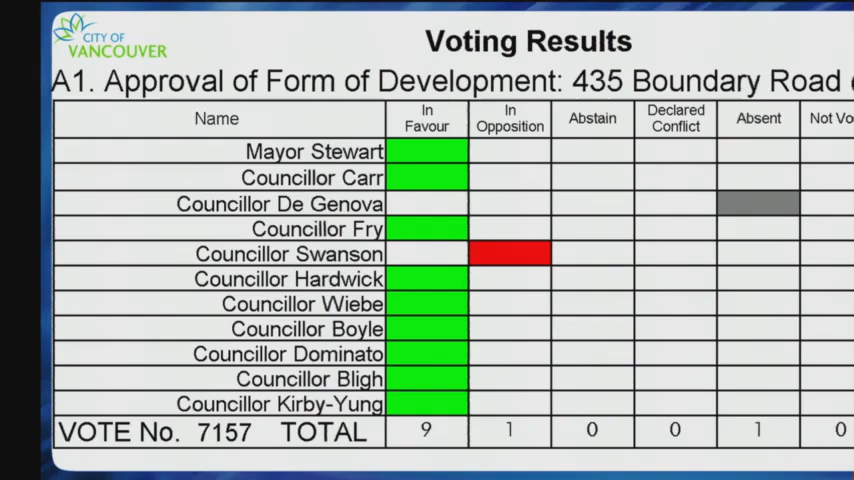 CITY OF
VANCOUVER
Voting Results
A1. Approval of Form of Development: 435 Boundary Road
Name In Favour In Opposition Abstain Declared Conflict Absent Not Vo
Mayor Stewart
Councillor Carr
Councillor De Genova
Councillor Fry
Councillor Swanson
Councillor Hardwick
Councillor Wiebe
Councillor Boyle
Councillor Dominato
Councillor Bligh
Councillor Kirby-Yung
VOTE No. 7157 TOTAL 9 1 0 0 1 0